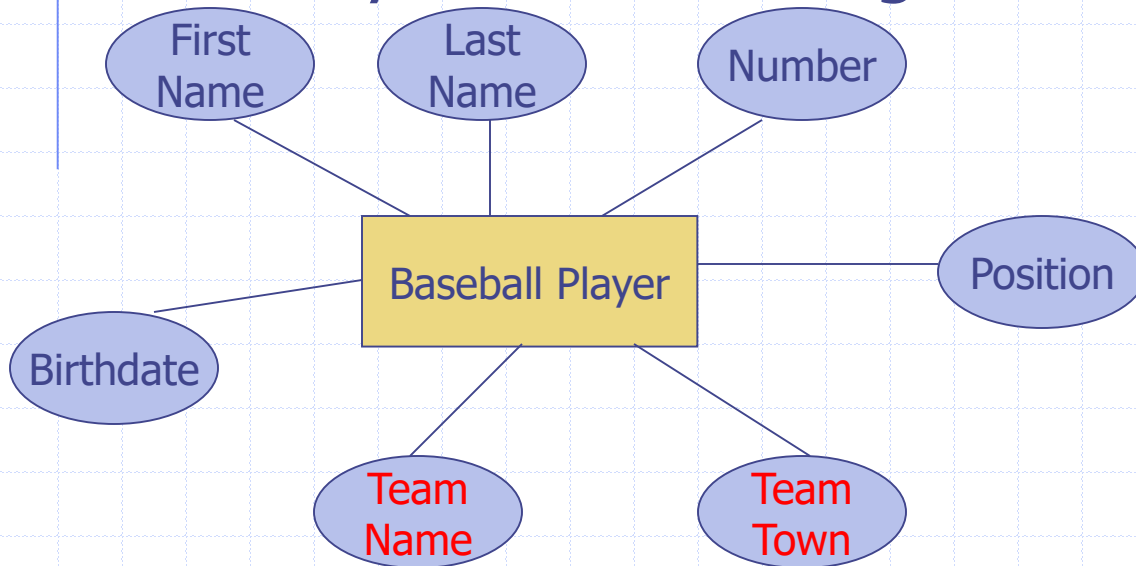 First
Name
Last
Name
Number
Baseball Player
Position
Birthdate
Team
Name
Team
Town